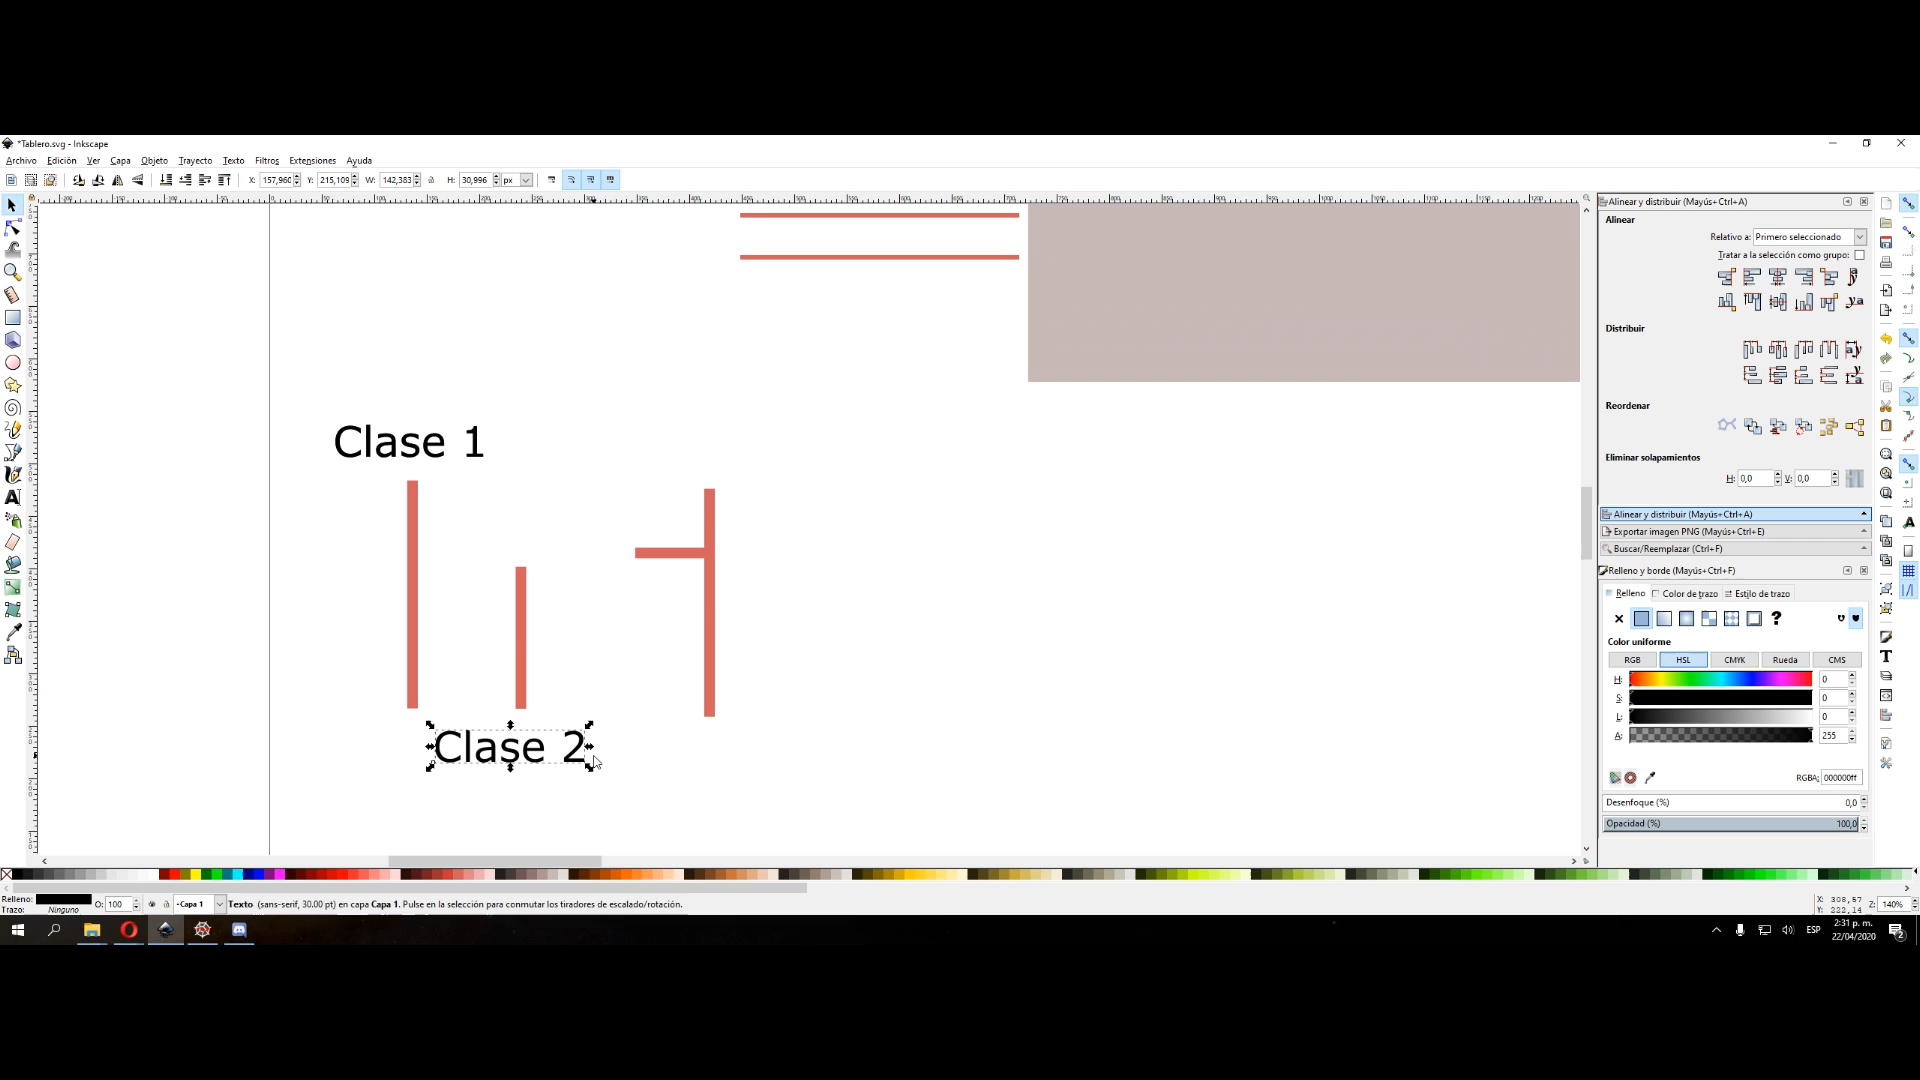 *Tablero.svg - Inkscape
Archivo Edición Ver Capa Objeto Trayecto Texto Filtros Extensiones Ayuda
X: 157,960 Y: 215,109 W: 142,383 H: 30,996 px
Alinear y distribuir (Mayús+Ctrl+A)
Alinear
Relativo a: Primero seleccionado
Tratar a la selección como grupo:
Distribuir
Reordenar
Eliminar solapamientos
H: 0,0 V: 0,0
Alinear y distribuir (Mayús+Ctrl+A)
Exportar imagen PNG (Mayús+Ctrl+E)
Buscar/Reemplazar (Ctrl+F)
Relleno y borde (Mayús+Ctrl+F)
Relleno Color de trazo Estilo de trazo
Color uniforme
RGB HSL CMYK Rueda CMS
H: 0
S: 0
L: 0
A: 255
RGBA: 000000ff
Desenfoque (%) 0,0
Opacidad (%) 100,0
Clase 1
Clase 2
Relleno:
Trazo: Ninguno
O: 100
-Capa 1
Texto (sans-serif, 30.00 pt) en capa Capa 1. Pulse en la selección para conmutar los tiradores de escalado/rotación.
X: 308,57
Y: 222,14
Z: 140%
ESP
2:31 p. m.
22/04/2020
2